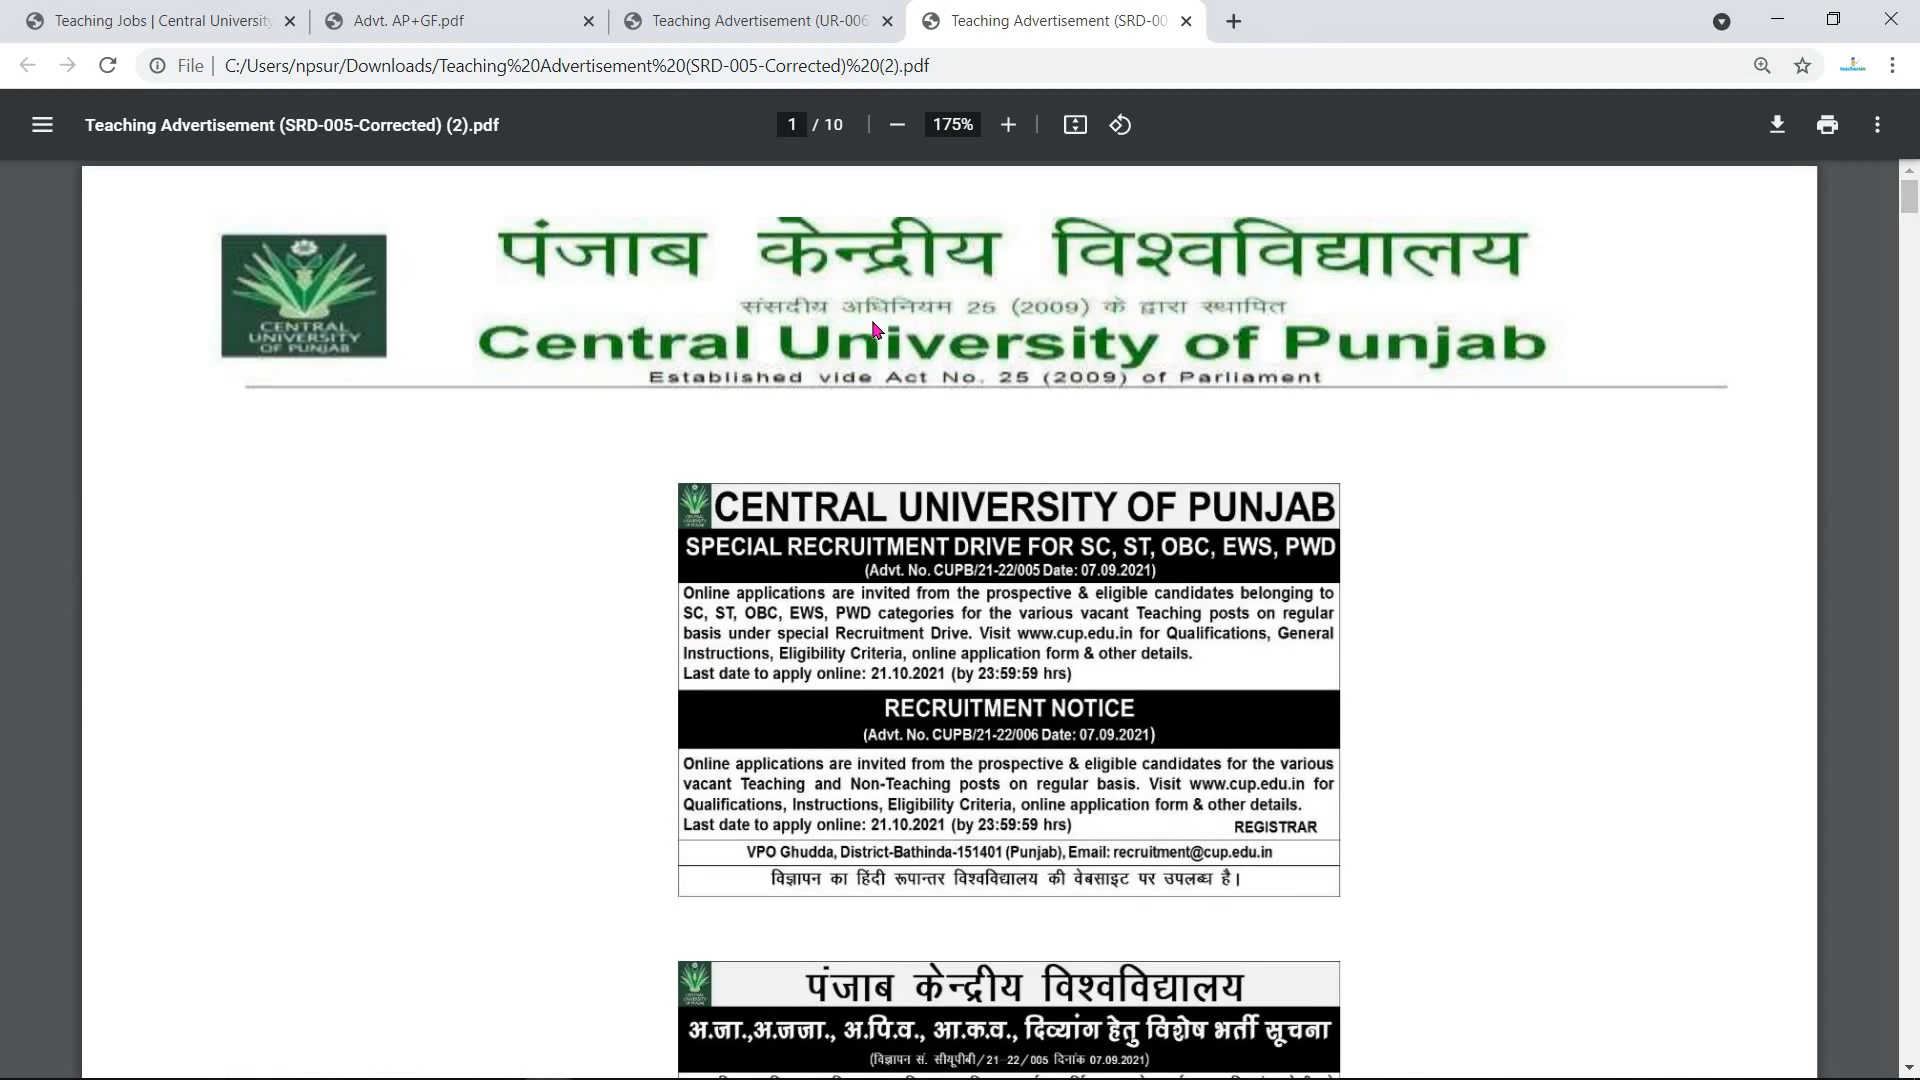 Teaching Jobs | Central University
Advt. AP+GF.pdf
Teaching Advertisement (UR-006
Teaching Advertisement (SRD-00
File
C:/Users/npsur/Downloads/Teaching%20Advertisement%20(SRD-005-Corrected)%20(2).pdf
Teaching Advertisement (SRD-005-Corrected) (2).pdf
1 / 10
175%
पंजाब केन्द्रीय विश्वविद्यालय
संसदीय अधिनियम 25 (2009) के द्वारा स्थापित
CENTRAL
UNIVERSITY
OF PUNJAB
Central University of Punjab
Established vide Act No. 25 (2009) of Parliament
CENTRAL UNIVERSITY OF PUNJAB
SPECIAL RECRUITMENT DRIVE FOR SC, ST, OBC, EWS, PWD
(Advt. No. CUPB/21-22/005 Date: 07.09.2021)
Online applications are invited from the prospective & eligible candidates belonging to
SC, ST, OBC, EWS, PWD categories for the various vacant Teaching posts on regular
basis under special Recruitment Drive. Visit www.cup.edu.in for Qualifications, General
Instructions, Eligibility Criteria, online application form & other details.
Last date to apply online: 21.10.2021 (by 23:59:59 hrs)
RECRUITMENT NOTICE
(Advt. No. CUPB/21-22/006 Date: 07.09.2021)
Online applications are invited from the prospective & eligible candidates for the various
vacant Teaching and Non-Teaching posts on regular basis. Visit www.cup.edu.in for
Qualifications, Instructions, Eligibility Criteria, online application form & other details.
Last date to apply online: 21.10.2021 (by 23:59:59 hrs) REGISTRAR
VPO Ghudda, District-Bathinda-151401 (Punjab), Email: recruitment@cup.edu.in
विज्ञापन का हिंदी रूपान्तर विश्वविद्यालय की वेबसाइट पर उपलब्ध है।
पंजाब केन्द्रीय विश्वविद्यालय
अ.जा.,अ.जजा., अ.पि.व., आ.क.व., दिव्यांग हेतु विशेष भर्ती सूचना
(विज्ञापन सं. सीयूपीबी/21-22/005 दिनांक 07.09.2021)